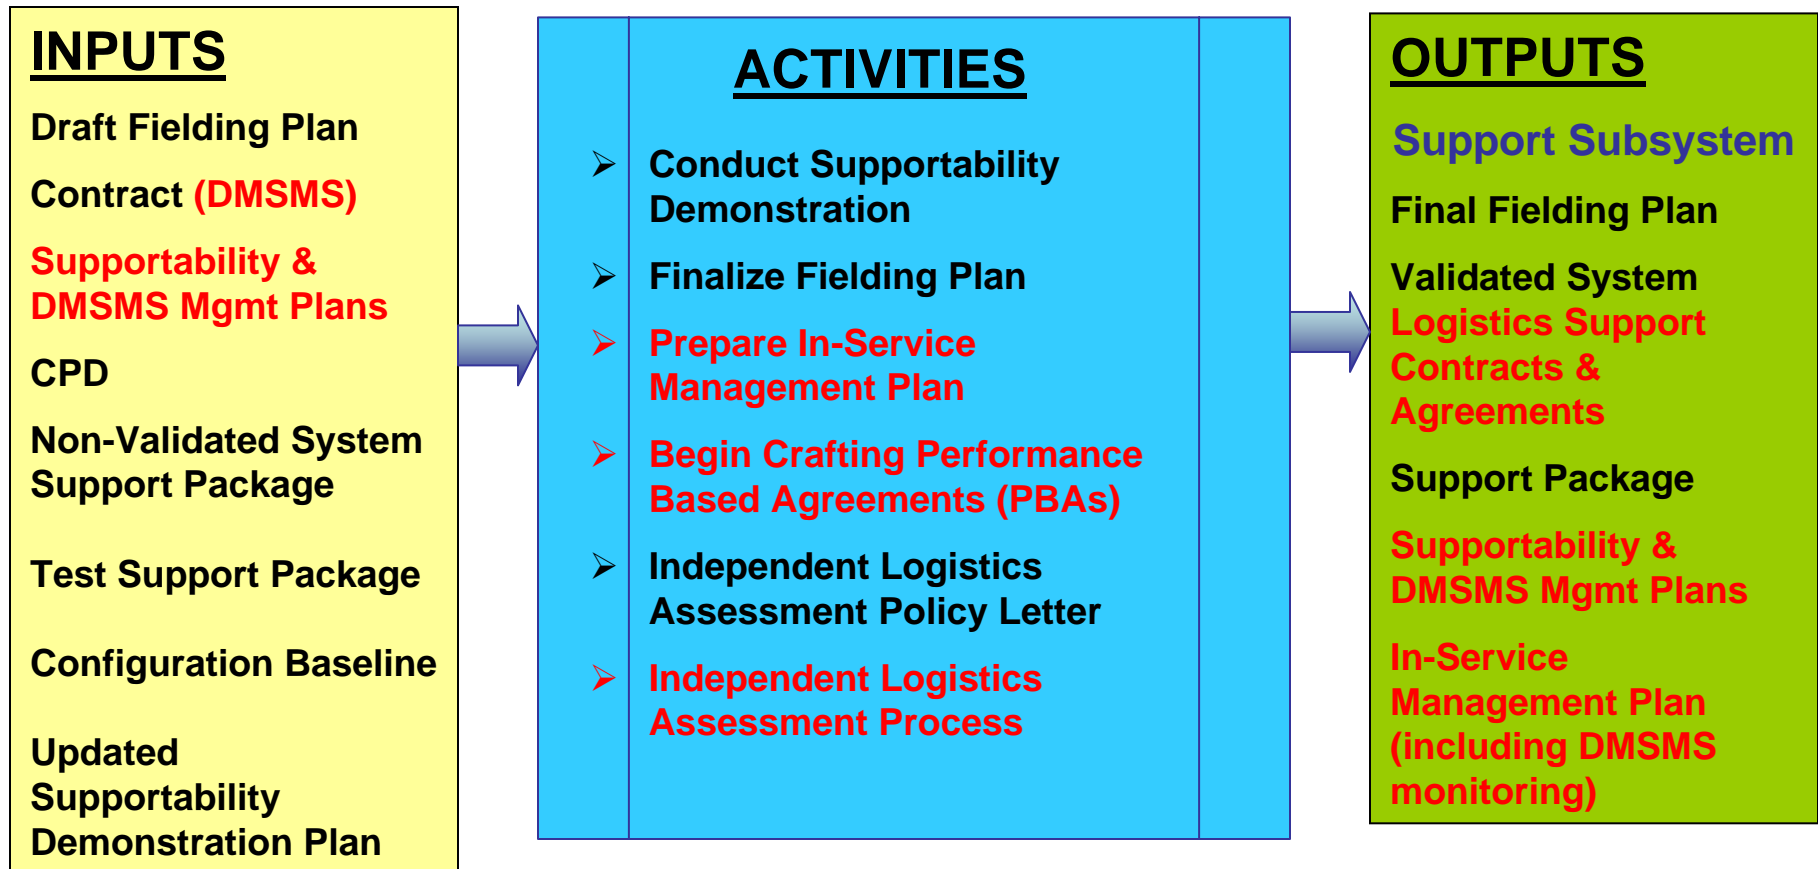 INPUTS
Draft Fielding Plan
Contract (DMSMS)
Supportability &
DMSMS Mgmt Plans
CPD
Non-Validated System
Support Package
Test Support Package
Configuration Baseline
Updated
Supportability
Demonstration Plan
ACTIVITIES
➢ Conduct Supportability
Demonstration
➢ Finalize Fielding Plan
➢ Prepare In-Service
Management Plan
➢ Begin Crafting Performance
Based Agreements (PBAs)
➢ Independent Logistics
Assessment Policy Letter
➢ Independent Logistics
Assessment Process
OUTPUTS
Support Subsystem
Final Fielding Plan
Validated System
Logistics Support
Contracts &
Agreements
Support Package
Supportability &
DMSMS Mgmt Plans
In-Service
Management Plan
(including DMSMS
monitoring)